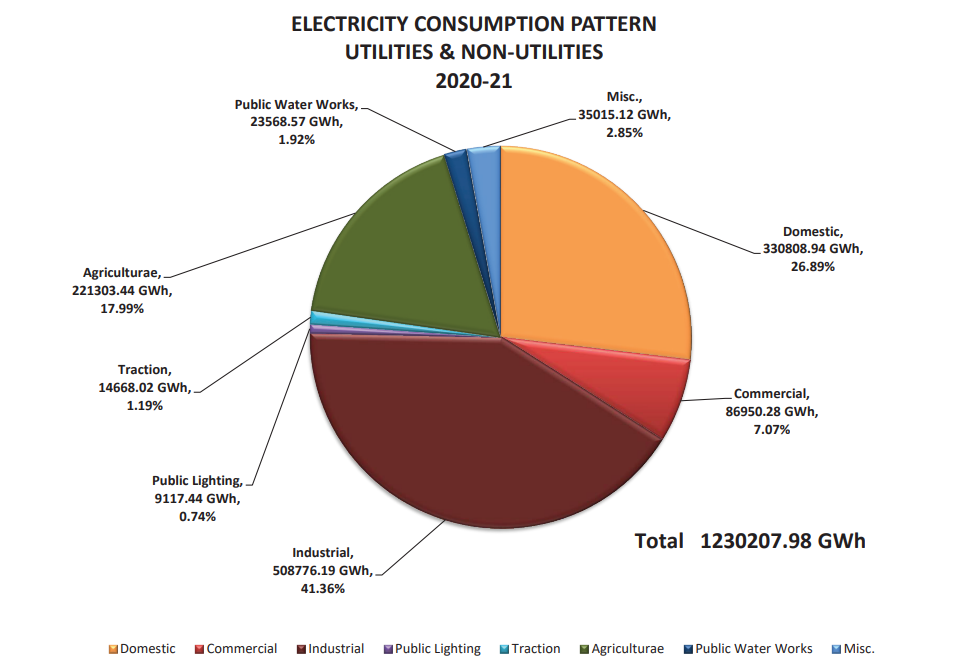 ELECTRICITY CONSUMPTION PATTERN
UTILITIES & NON-UTILITIES
2020-21
Public Water Works,
23568.57 GWh,
1.92%
Misc.,
35015.12 GWh,
2.85%
Domestic,
330808.94 GWh,
26.89%
Agriculturae,
221303.44 GWh,
17.99%
Traction,
14668.02 GWh,
1.19%
Commercial,
86950.28 GWh,
7.07%
Public Lighting,
9117.44 GWh,
0.74%
Industrial,
508776.19 GWh,
41.36%
Total 1230207.98 GWh
Domestic Commercial Industrial Public Lighting Traction Agriculturae Public Water Works Misc.